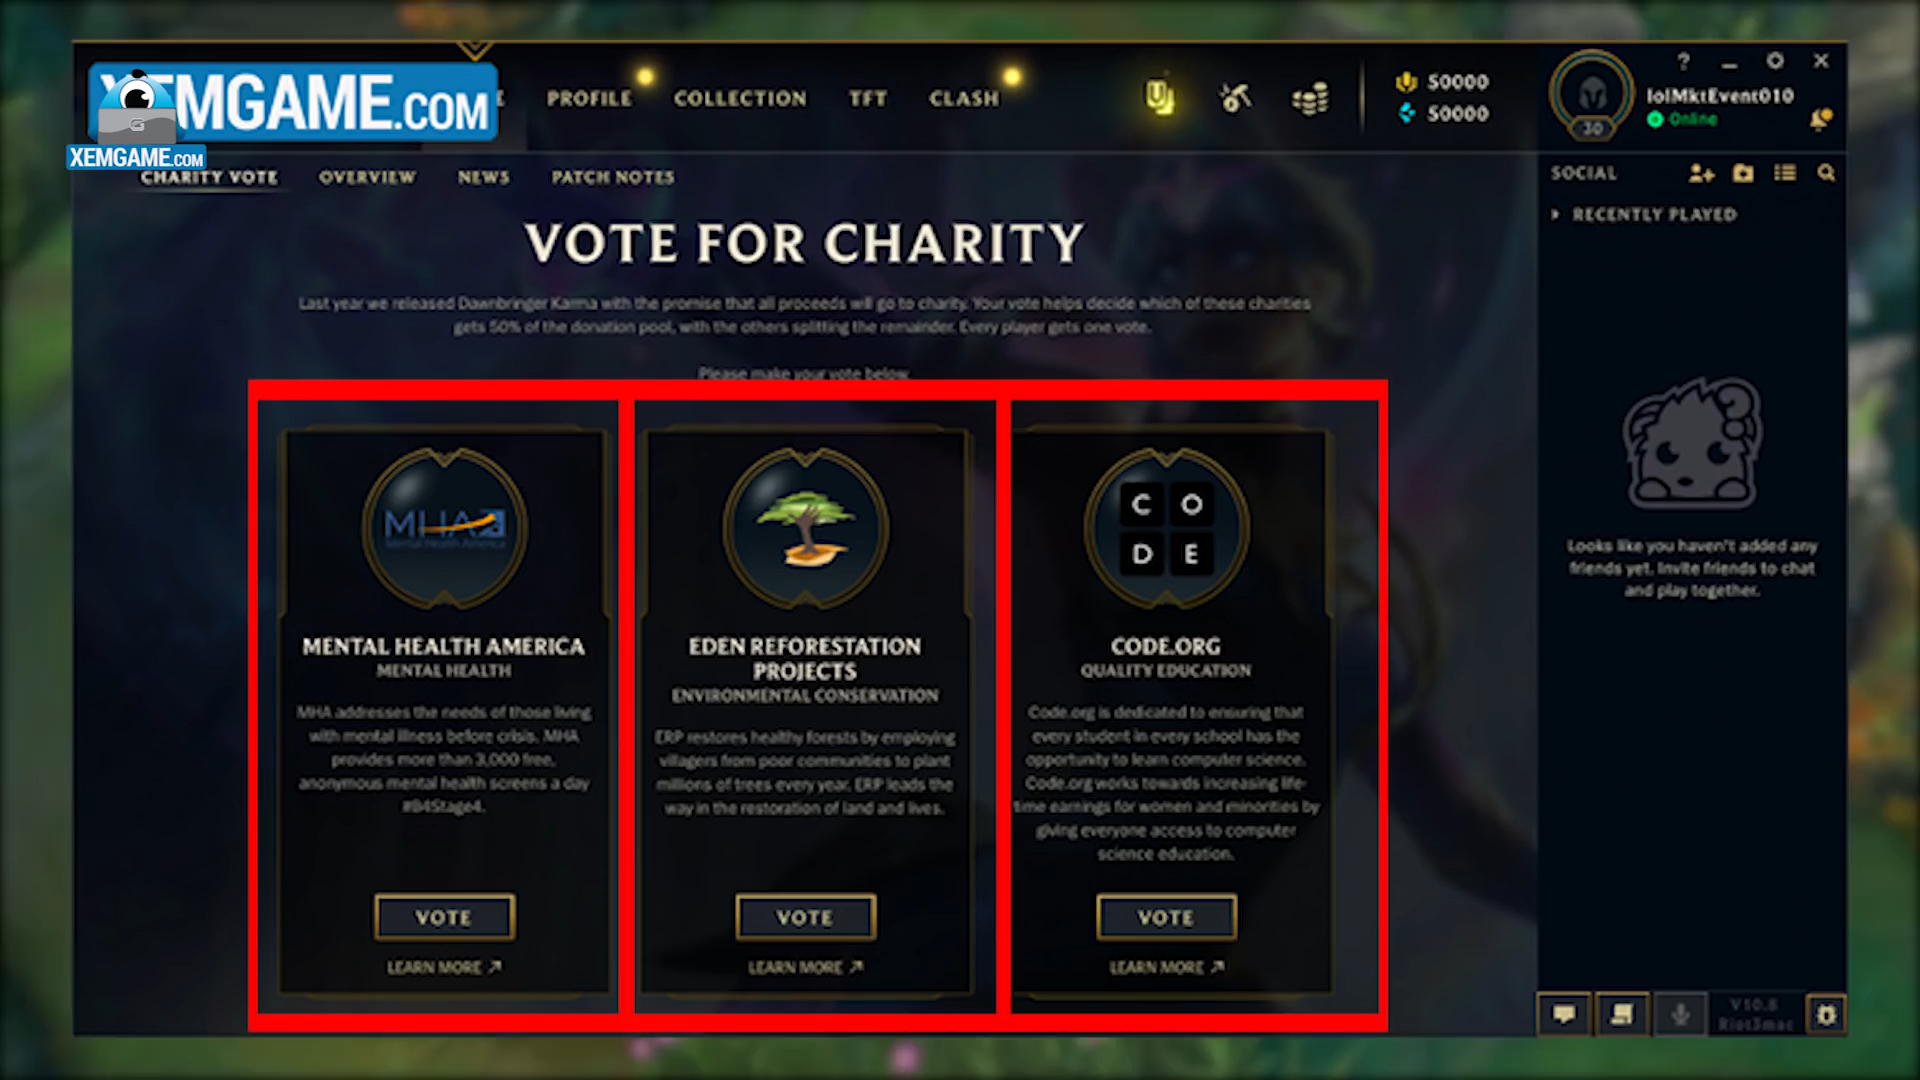 XEMGAME.COM
XEMGAME.COM
PROFILE
COLLECTION
TFT
CLASH
50000
50000
30
lolMktEvent010
Online
CHARITY VOTE
OVERVIEW
NEWS
PATCH NOTES
SOCIAL
RECENTLY PLAYED
VOTE FOR CHARITY
Last year we released Dawnbringer Karma with the promise that all proceeds will go to charity. Your vote helps decide which of these charities
gets 50% of the donation pool, with the others splitting the remainder. Every player gets one vote.
Please make your vote below.
MHA
Mental Health America
MENTAL HEALTH AMERICA
MENTAL HEALTH
MHA addresses the needs of those living
with mental illness before crisis. MHA
provides more than 3,000 free,
anonymous mental health screens a day
#B4Stage4.
VOTE
LEARN MORE
EDEN REFORESTATION
PROJECTS
ENVIRONMENTAL CONSERVATION
ERP restores healthy forests by employing
villagers from poor communities to plant
millions of trees every year. ERP leads the
way in the restoration of land and lives.
VOTE
LEARN MORE
C O
D E
CODE.ORG
QUALITY EDUCATION
Code.org is dedicated to ensuring that
every student in every school has the
opportunity to learn computer science.
Code.org works towards increasing life-
time earnings for women and minorities by
giving everyone access to computer
science education.
VOTE
LEARN MORE
Looks like you haven't added any
friends yet. Invite friends to chat
and play together.
V10.8